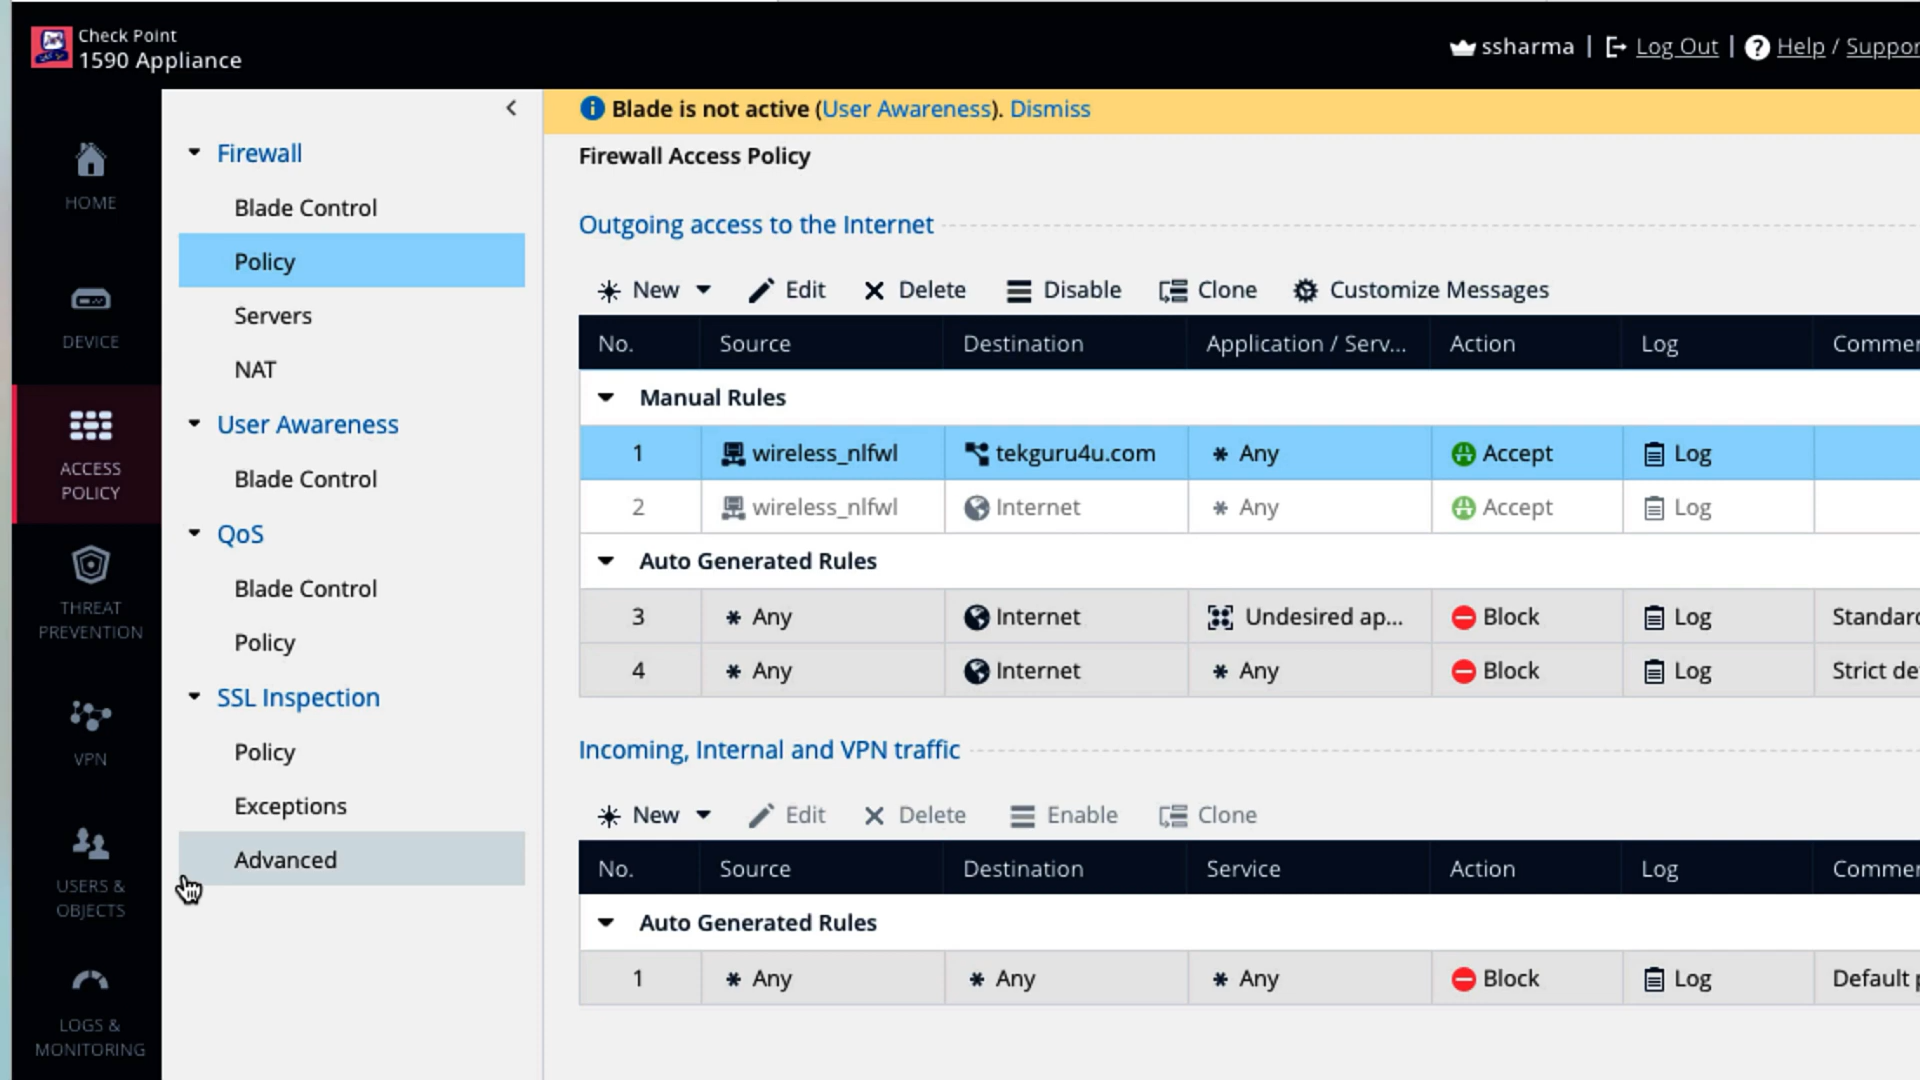 Check Point
1590 Appliance
ssharma | Log Out | ? Help / Suppor
HOME
DEVICE
ACCESS
POLICY
THREAT
PREVENTION
VPN
USERS &
OBJECTS
LOGS &
MONITORING
Firewall
Blade Control
Policy
Servers
NAT
User Awareness
Blade Control
QoS
Blade Control
Policy
SSL Inspection
Policy
Exceptions
Advanced
Blade is not active (User Awareness). Dismiss
Firewall Access Policy
Outgoing access to the Internet
New Edit Delete Disable Clone Customize Messages
No. Source Destination Application / Serv... Action Log Commer
Manual Rules
1 wireless_nlfwl tekguru4u.com * Any Accept Log
2 wireless_nlfwl Internet * Any Accept Log
Auto Generated Rules
3 * Any Internet Undesired ap... Block Log Standard
4 * Any Internet * Any Block Log Strict de
Incoming, Internal and VPN traffic
New Edit Delete Enable Clone
No. Source Destination Service Action Log Commer
Auto Generated Rules
1 * Any * Any * Any Block Log Default p